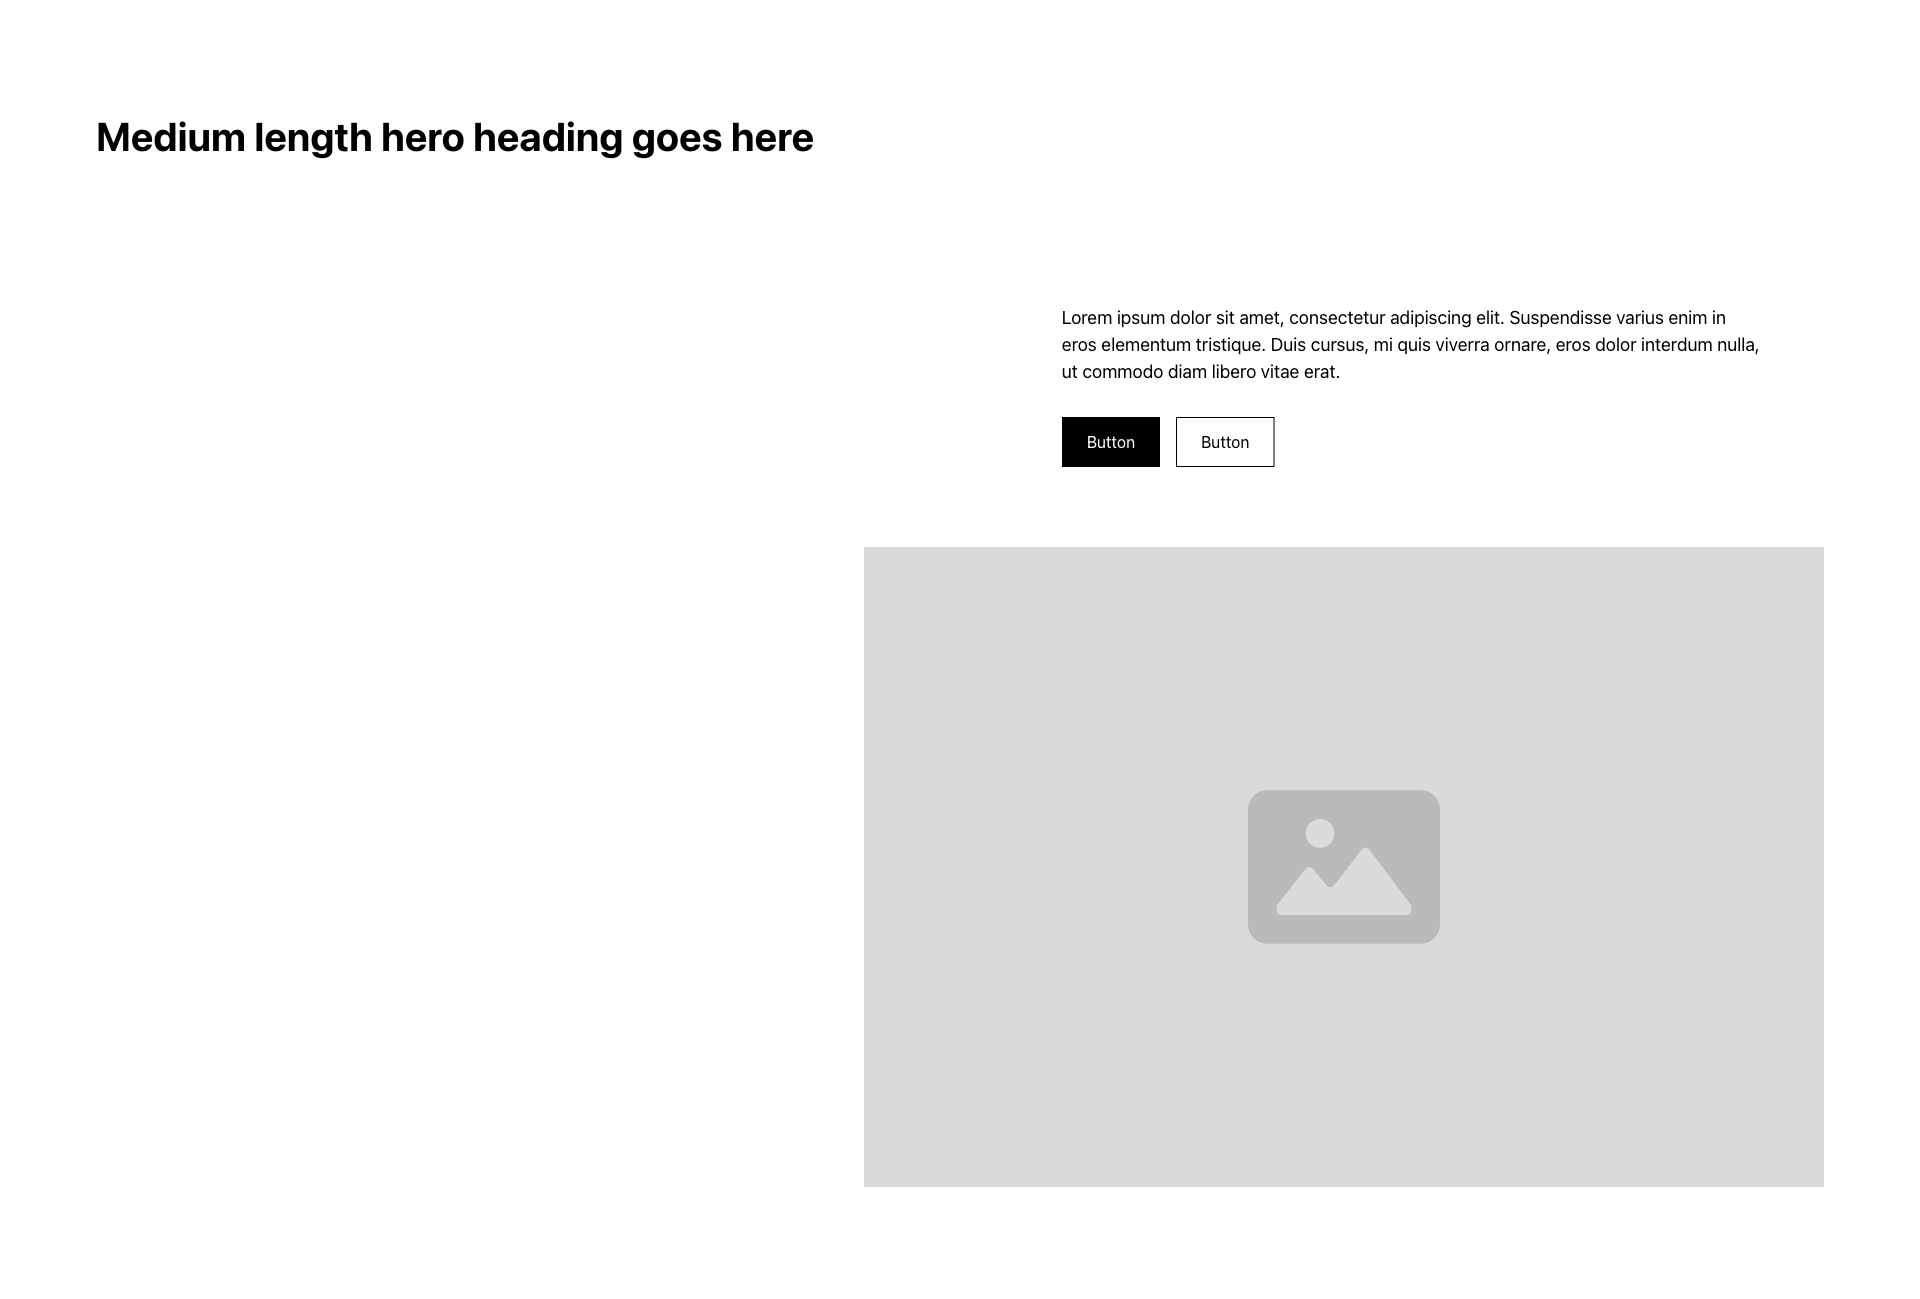 Medium length hero heading goes here
Lorem ipsum dolor sit amet, consectetur adipiscing elit. Suspendisse varius enim in
eros elementum tristique. Duis cursus, mi quis viverra ornare, eros dolor interdum nulla,
ut commodo diam libero vitae erat.
Button
Button